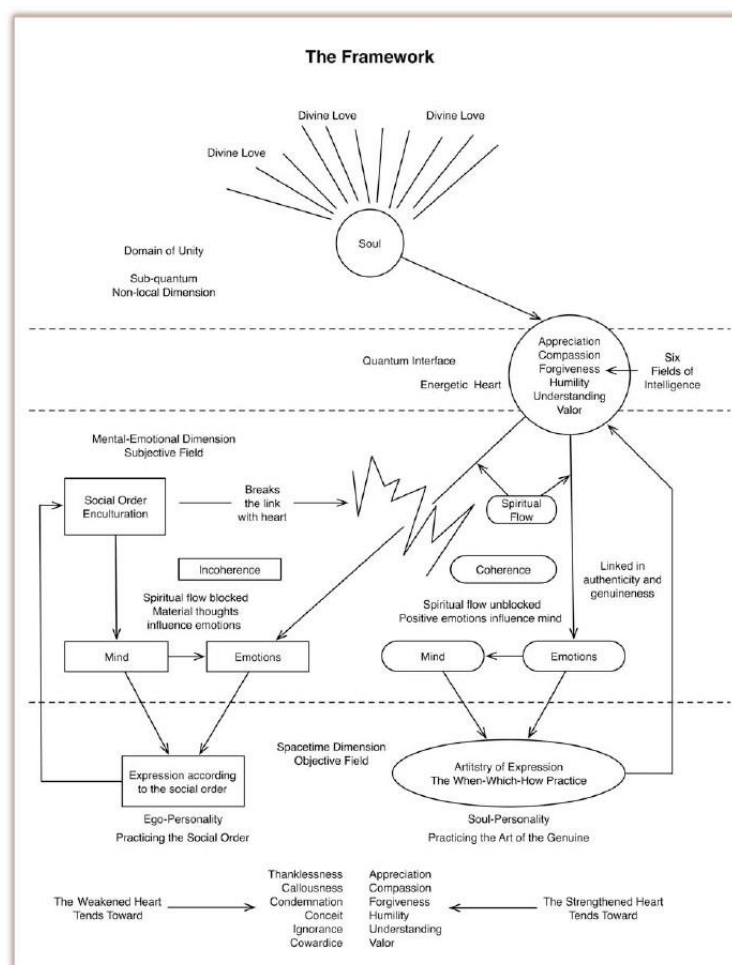 The Framework
Divine Love
Divine Love
Divine Love
Soul
Domain of Unity
Sub-quantum
Non-local Dimension
Quantum Interface
Energetic Heart
Appreciation
Compassion
Forgiveness
Humility
Understanding
Valor
Six
Fields of
Intelligence
Mental-Emotional Dimension
Subjective Field
Social Order
Enculturation
Breaks
the link
with heart
Spiritual
Flow
Incoherence
Spiritual flow blocked
Material thoughts
influence emotions
Coherence
Spiritual flow unblocked
Positive emotions influence mind
Linked in
authenticity and
genuineness
Mind
Emotions
Mind
Emotions
Spacetime Dimension
Objective Field
Expression according
to the social order
Ego-Personality
Practicing the Social Order
Artitstry of Expression
The When-Which-How Practice
Soul-Personality
Practicing the Art of the Genuine
The Weakened Heart
Tends Toward
Thanklessness
Callousness
Condemnation
Conceit
Ignorance
Cowardice
Appreciation
Compassion
Forgiveness
Humility
Understanding
Valor
The Strengthened Heart
Tends Toward